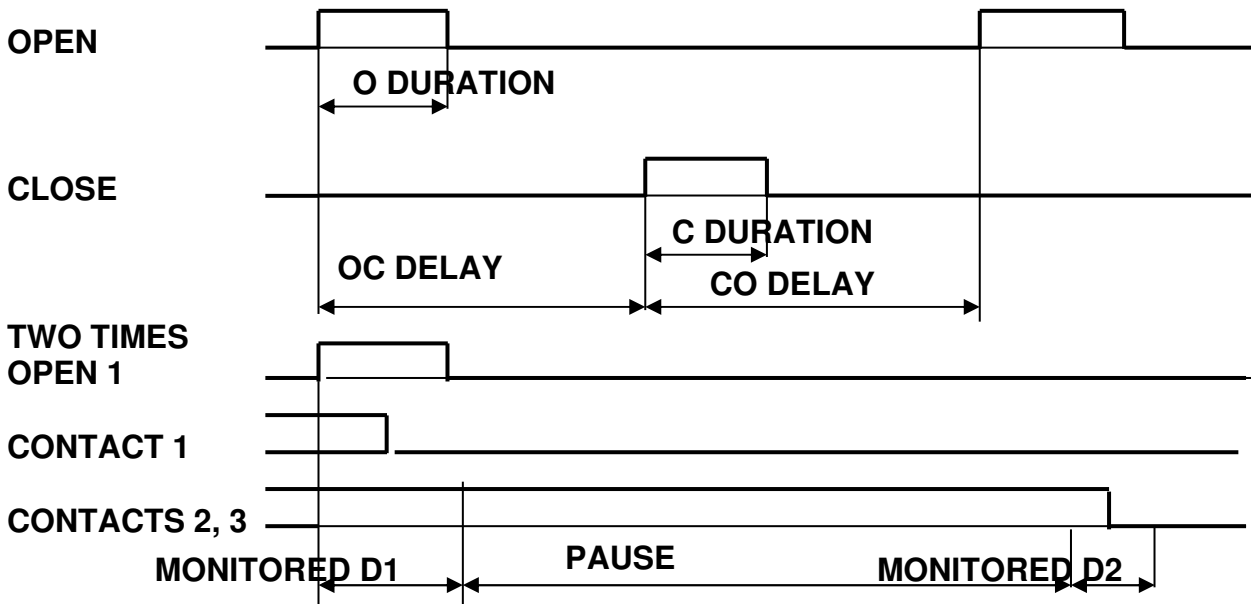 OPEN
O DURATION
CLOSE
C DURATION
OC DELAY
CO DELAY
TWO TIMES
OPEN 1
CONTACT 1
CONTACTS 2, 3
MONITORED D1
PAUSE
MONITORED D2